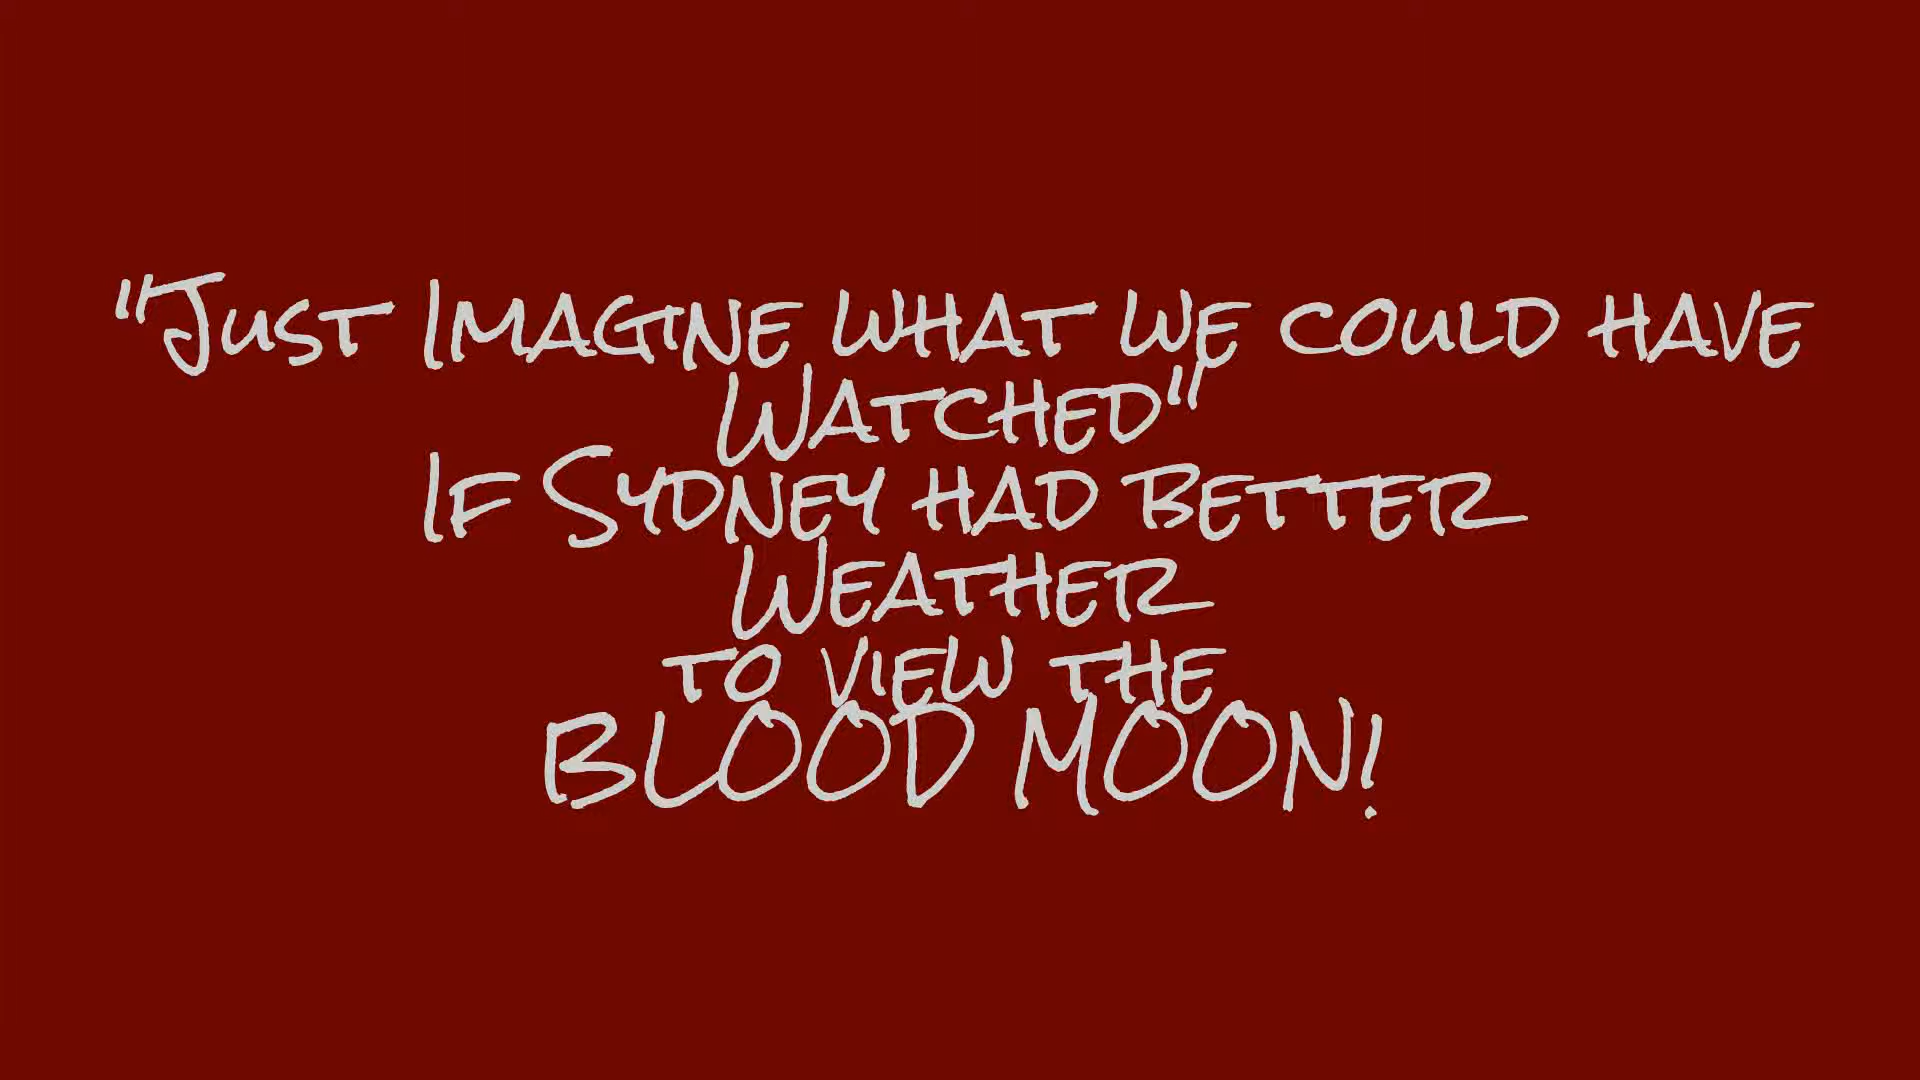 "Just Imagine what we could have
Watched"
If Sydney had better
Weather
to view the
BLOOD MOON!